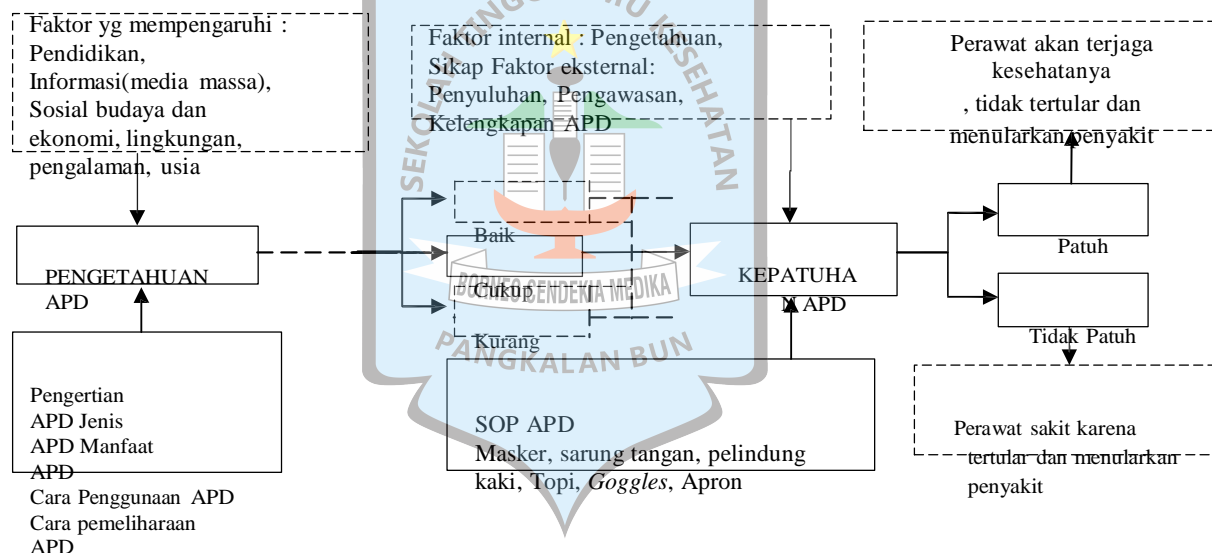 Faktor yg mempengaruhi :
Pendidikan,
Informasi(media massa),
Sosial budaya dan
ekonomi, lingkungan,
pengalaman, usia
Faktor internal : Pengetahuan,
Sikap Faktor eksternal:
Penyuluhan, Pengawasan,
Kelengkapan APD
Perawat akan terjaga
kesehatanya
, tidak tertular dan
menularkan penyakit
PENGETAHUAN
APD
Baik
Cukup
Kurang
KEPATUHA
N APD
Patuh
Tidak Patuh
Pengertian
APD Jenis
APD Manfaat
APD
Cara Penggunaan APD
Cara pemeliharaan
APD
SOP APD
Masker, sarung tangan, pelindung
kaki, Topi, Goggles, Apron
Perawat sakit karena
tertular dan menularkan
penyakit
BORNEO CENDEKIA MEDIKA
PANGKALAN BUN